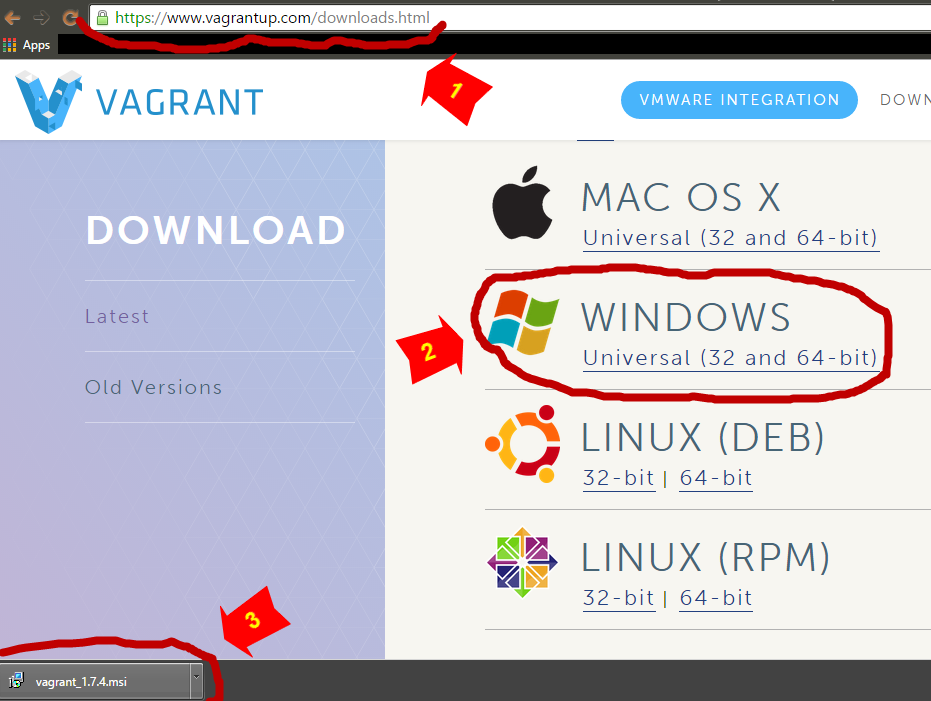 https://www.vagrantup.com/downloads.html
Apps
1
VAGRANT
VMWARE INTEGRATION
DOWN
MAC OS X
Universal (32 and 64-bit)
DOWNLOAD
Latest
Old Versions
2
WINDOWS
Universal (32 and 64-bit)
LINUX (DEB)
32-bit | 64-bit
LINUX (RPM)
32-bit | 64-bit
3
vagrant_1.7.4.msi